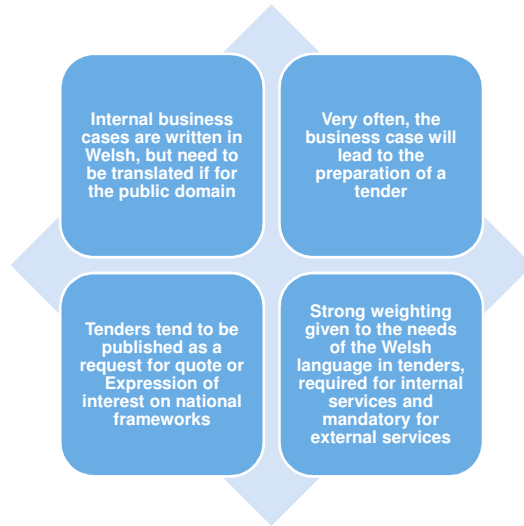 Internal business
cases are written in
Welsh, but need to
be translated if for
the public domain
Very often, the
business case will
lead to the
preparation of a
tender
Tenders tend to be
published as a
request for quote or
Expression of
interest on national
frameworks
Strong weighting
given to the needs
of the Welsh
language in tenders,
required for internal
services and
mandatory for
external services